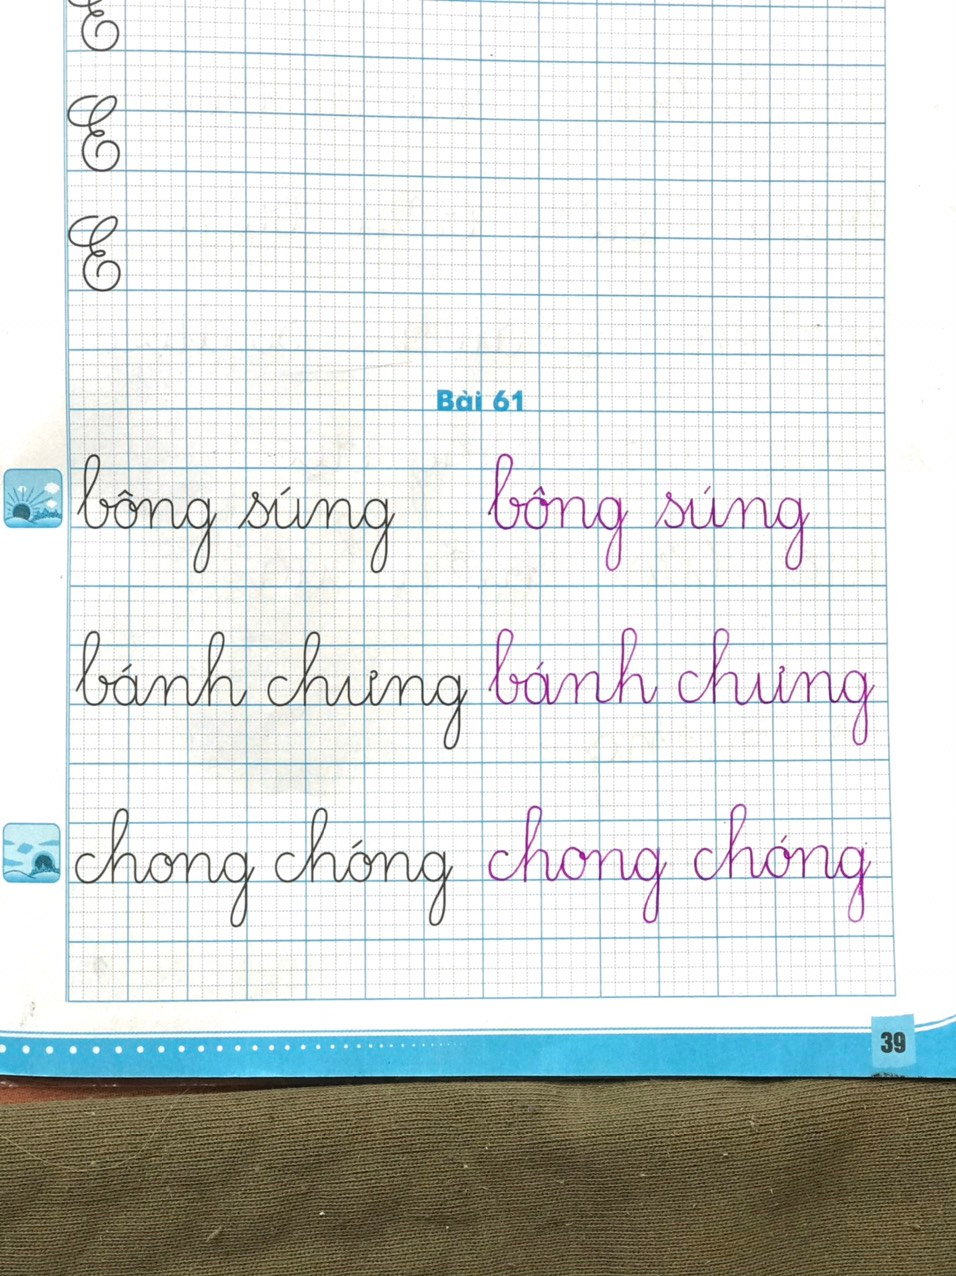 E
E
E
Bài 61
bông súng bông súng
bánh chưng bánh chưng
chong chóng chong chóng
39